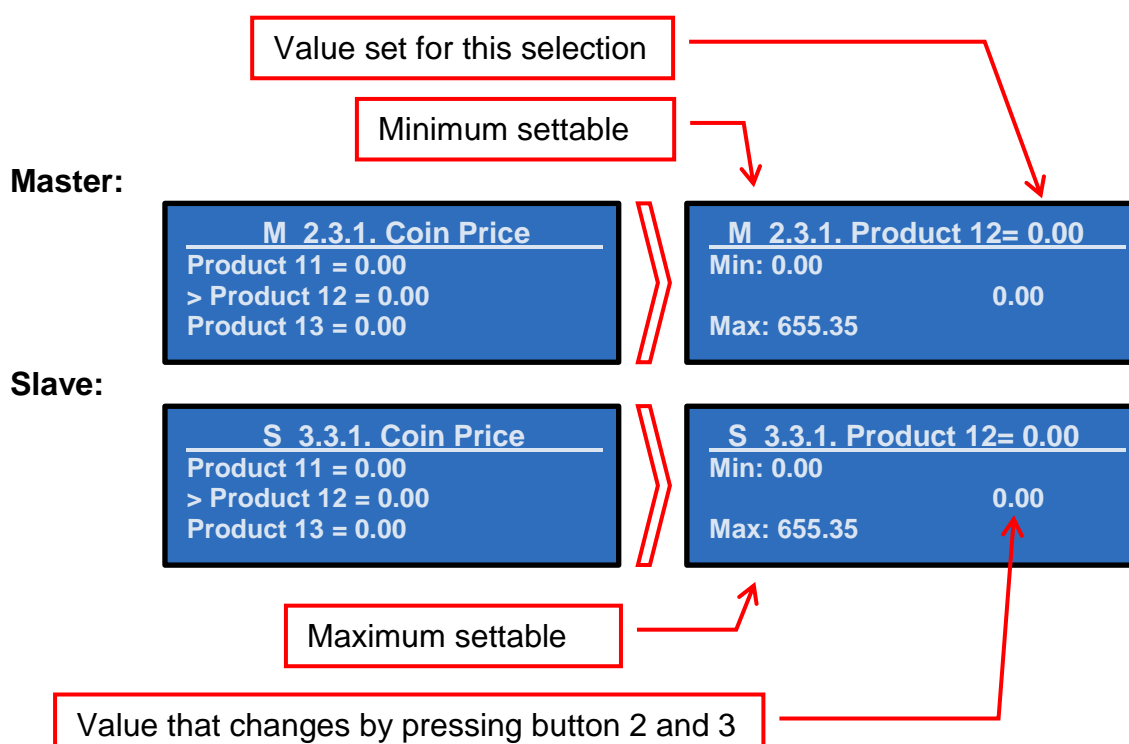 Value set for this selection
Minimum settable
Master:
M 2.3.1. Coin Price
Product 11 = 0.00
> Product 12 = 0.00
Product 13 = 0.00
M 2.3.1. Product 12= 0.00
Min: 0.00
0.00
Max: 655.35
Slave:
S 3.3.1. Coin Price
Product 11 = 0.00
> Product 12 = 0.00
Product 13 = 0.00
S 3.3.1. Product 12= 0.00
Min: 0.00
0.00
Max: 655.35
Maximum settable
Value that changes by pressing button 2 and 3